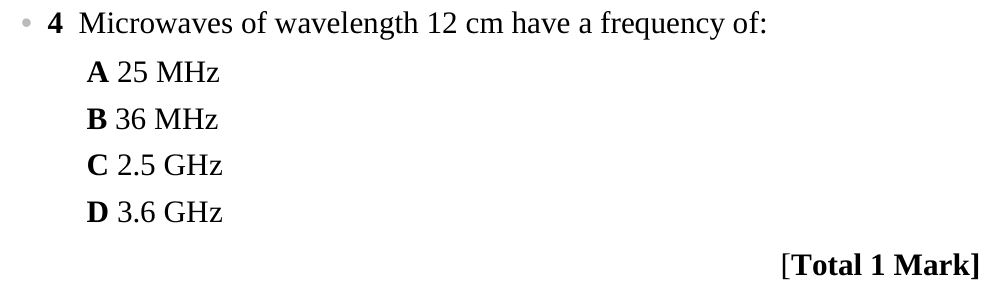 • 4 Microwaves of wavelength 12 cm have a frequency of:
A 25 MHz
B 36 MHz
C 2.5 GHz
D 3.6 GHz
[Total 1 Mark]